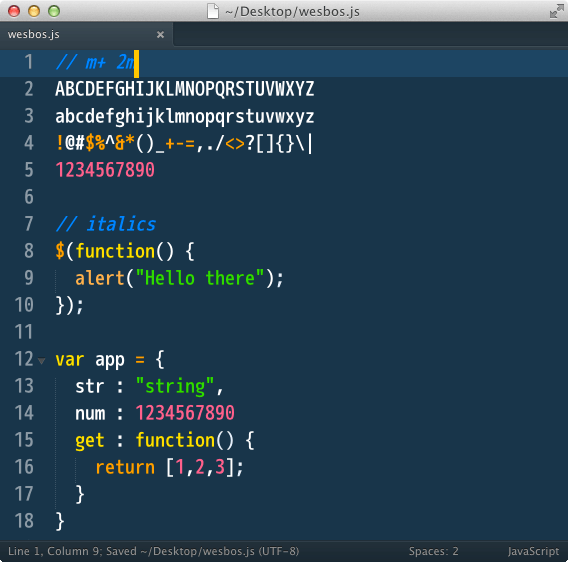 ~/Desktop/wesbos.js
wesbos.js ×
1 // m+ 2m
2 ABCDEFGHIJKLMNOPQRSTUVWXYZ
3 abcdefghijklmnopqrstuvwxyz
4 !@#$%^&*()_+-=,./<>?[]{}\|
5 1234567890
6
7 // italics
8 $(function() {
9   alert("Hello there");
10 });
11
12 var app = {
13   str : "string",
14   num : 1234567890
15   get : function() {
16     return [1,2,3];
17   }
18 }
Line 1, Column 9; Saved ~/Desktop/wesbos.js (UTF-8) Spaces: 2 JavaScript